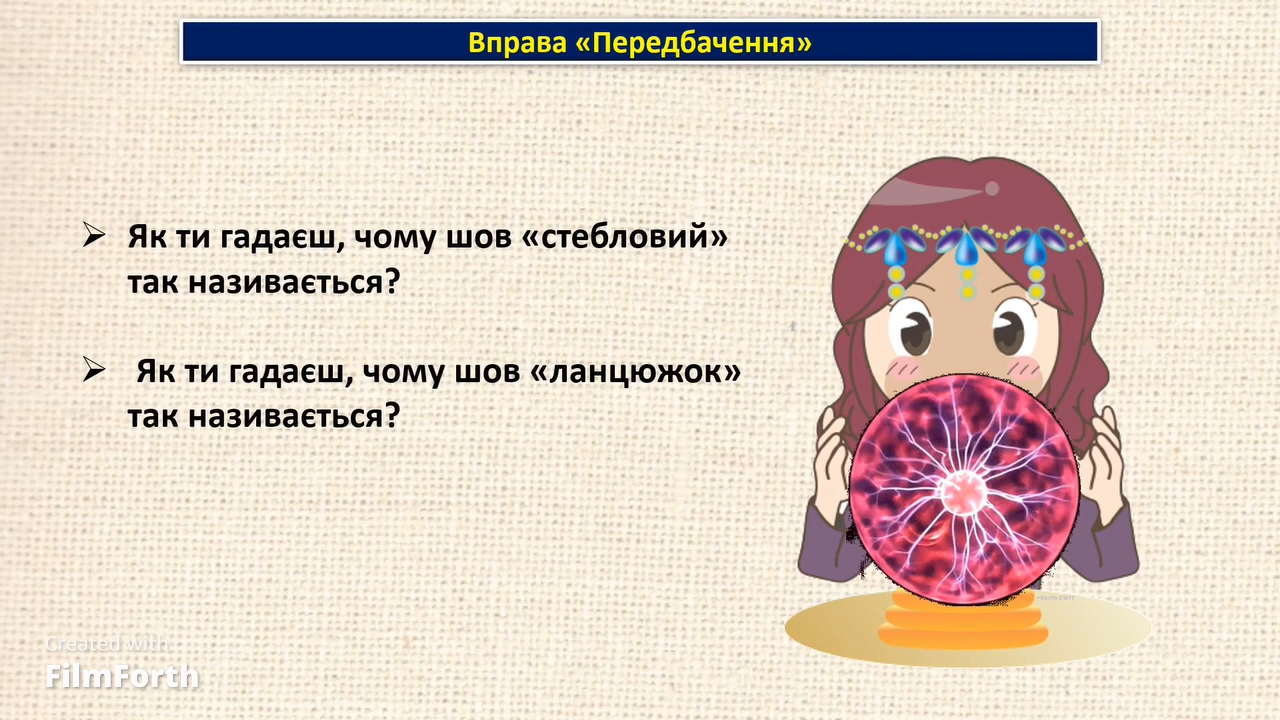 Вправа «Передбачення»
➢ Як ти гадаєш, чому шов «стебловий»
так називається?
➢ Як ти гадаєш, чому шов «ланцюжок»
так називається?
Created with
FilmForth